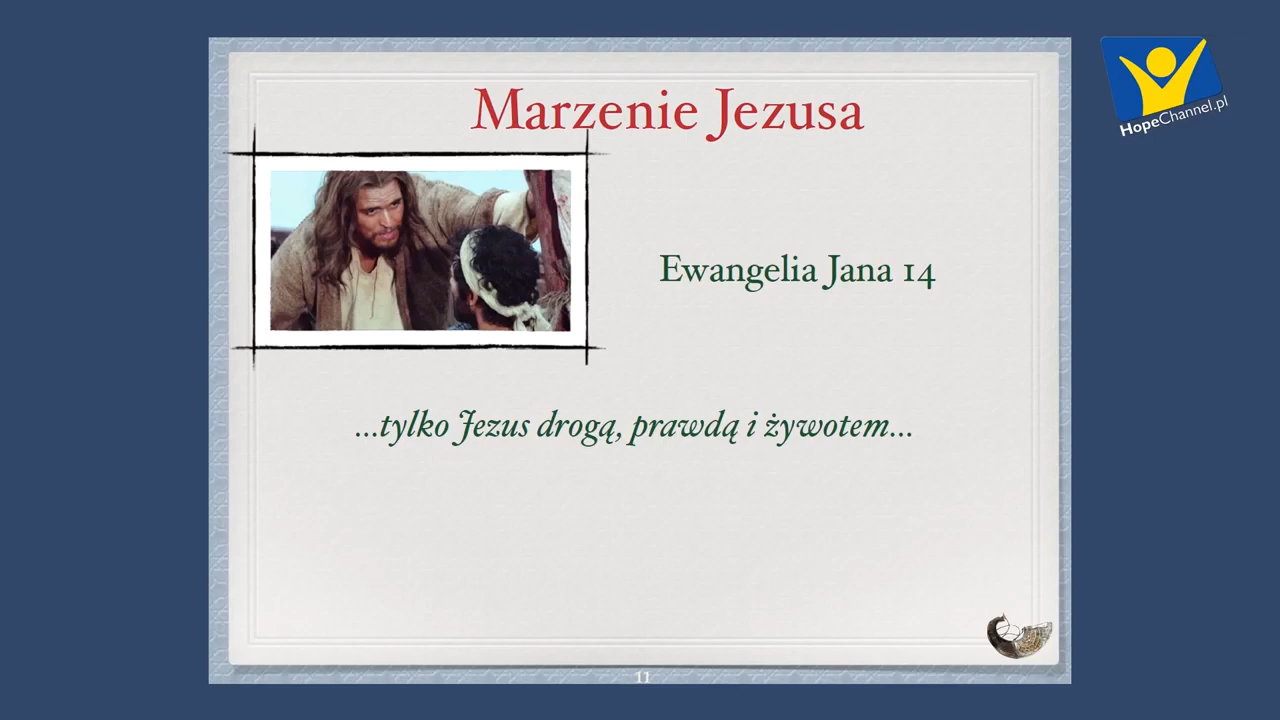 Marzenie Jezusa
HopeChannel.pl
Ewangelia Jana 14
...tylko Jezus drogą, prawdą i żywotem...
11